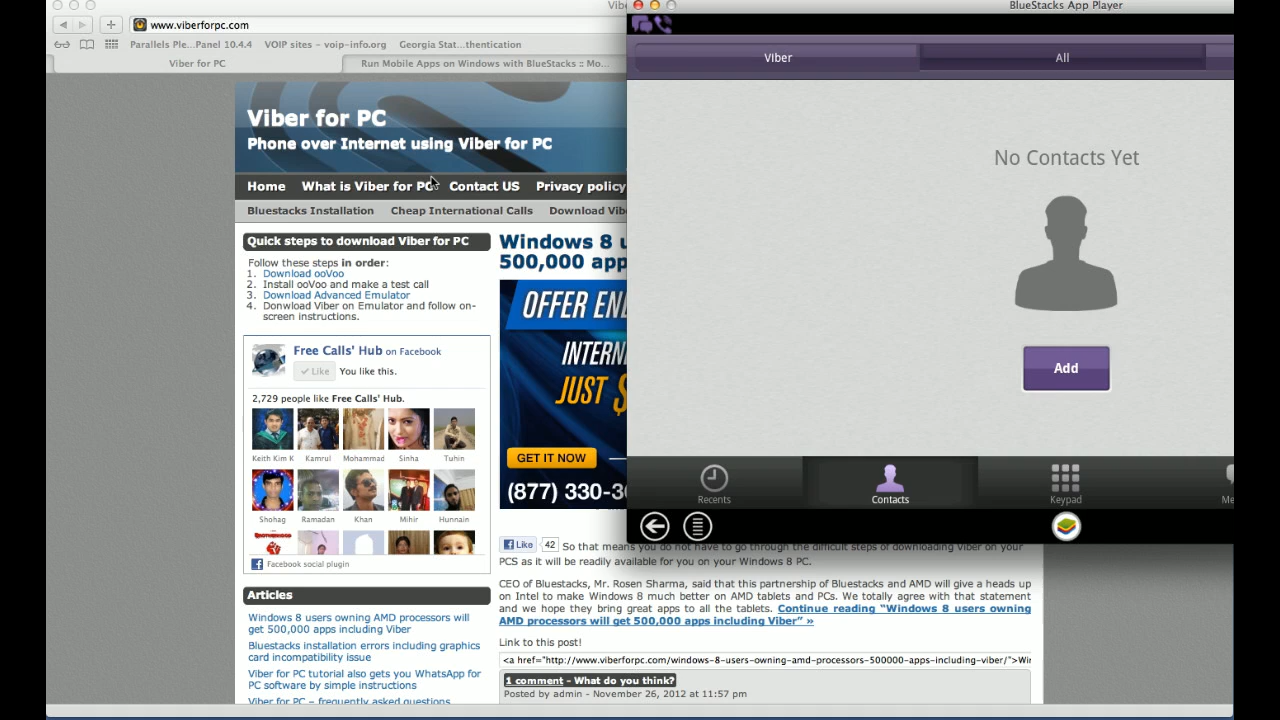 Vibe
www.viberforpc.com
Parallels Ple...Panel 10.4.4 VOIP sites - voip-info.org Georgia Stat...thentication
Viber for PC
Run Mobile Apps on Windows with BlueStacks :: Mo...
Viber for PC
Phone over Internet using Viber for PC
Home What is Viber for PC Contact US Privacy policy
Bluestacks Installation Cheap International Calls Download Vib
Quick steps to download Viber for PC
Follow these steps in order:
1. Download ooVoo
2. Install ooVoo and make a test call
3. Download Advanced Emulator
4. Donwload Viber on Emulator and follow on-
screen instructions.
Free Calls' Hub on Facebook
Like You like this.
2,729 people like Free Calls' Hub.
Keith Kim K Kamrul Mohammad Sinha Tuhin
Shohag Ramadan Khan Mihir Hunnain
Facebook social plugin
Articles
Windows 8 users owning AMD processors will
get 500,000 apps including Viber
Bluestacks installation errors including graphics
card incompatibility issue
Viber for PC tutorial also gets you WhatsApp for
PC software by simple instructions
Viber for PC – frequently asked questions
Windows 8 u
500,000 app
OFFER EN
INTERN
JUST $
GET IT NOW
(877) 330-3
Like 42 So that means you do not have to go through the difficult steps of downloading Viber on your
PCS as it will be readily available for you on your Windows 8 PC.
CEO of Bluestacks, Mr. Rosen Sharma, said that this partnership of Bluestacks and AMD will give a heads up
on Intel to make Windows 8 much better on AMD tablets and PCs. We totally agree with that statement
and we hope they bring great apps to all the tablets. Continue reading "Windows 8 users owning
AMD processors will get 500,000 apps including Viber" »
Link to this post!
<a href="http://www.viberforpc.com/windows-8-users-owning-amd-processors-500000-apps-including-viber/">Wi
1 comment - What do you think?
Posted by admin - November 26, 2012 at 11:57 pm
BlueStacks App Player
Viber
All
No Contacts Yet
Add
Recents
Contacts
Keypad
Me